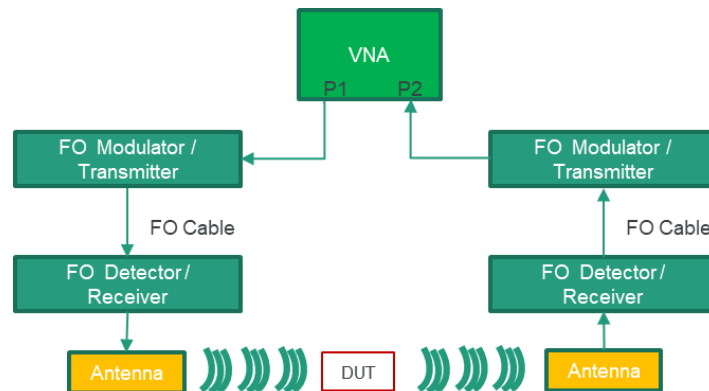 VNA
P1 P2
FO Modulator /
Transmitter
FO Modulator /
Transmitter
FO Cable
FO Cable
FO Detector /
Receiver
FO Detector /
Receiver
Antenna
DUT
Antenna